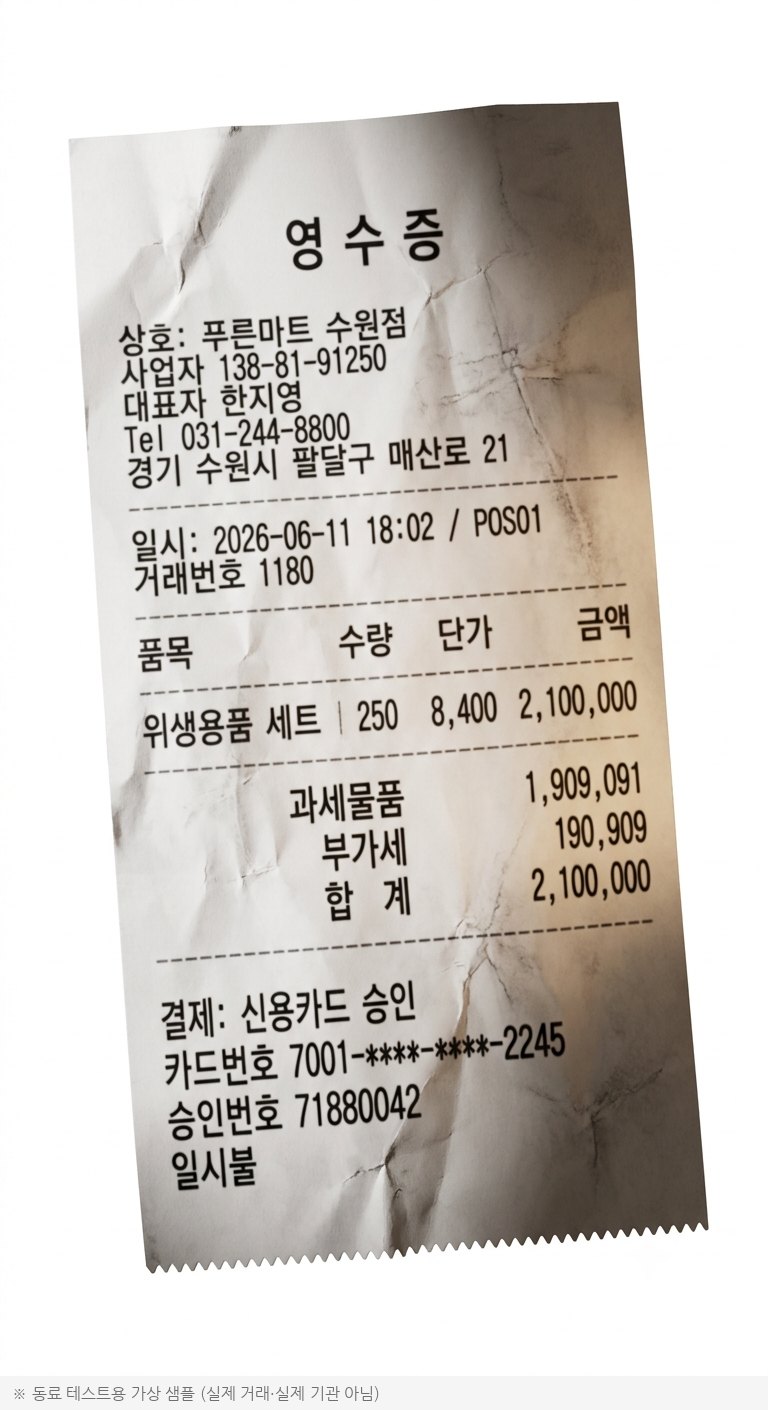 영 수 증
상호: 푸른마트 수원점
사업자 138-81-91250
대표자 한지영
Tel 031-244-8800
경기 수원시 팔달구 매산로 21
일시: 2026-06-11 18:02 / POS01
거래번호 1180
품목 수량 단가 금액
위생용품 세트 250 8,400 2,100,000
과세물품 1,909,091
부가세 190,909
합 계 2,100,000
결제: 신용카드 승인
카드번호 7001-****-****-2245
승인번호 71880042
일시불
※ 동료 테스트용 가상 샘플 (실제 거래·실제 기관 아님)